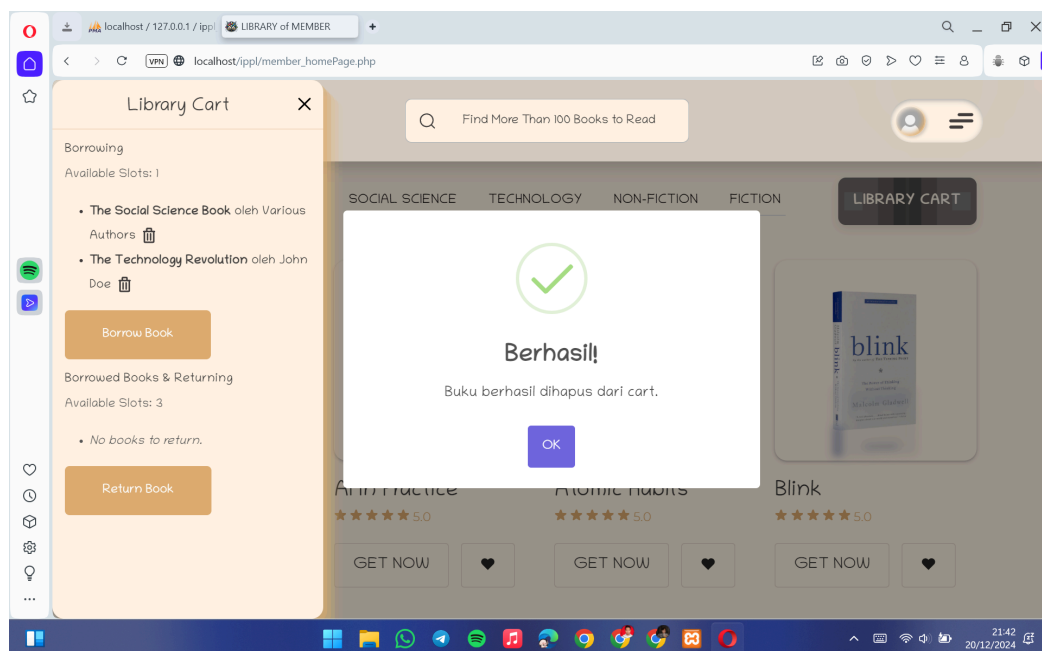 localhost / 127.0.0.1 / ippl
LIBRARY of MEMBER
VPN
localhost/ippl/member_homePage.php
Library Cart
Find More Than 100 Books to Read
Borrowing
Available Slots: 1
The Social Science Book oleh Various
Authors
The Technology Revolution oleh John
Doe
Borrow Book
Borrowed Books & Returning
Available Slots: 3
No books to return.
Return Book
SOCIAL SCIENCE
TECHNOLOGY
NON-FICTION
FICTION
LIBRARY CART
Berhasil!
Buku berhasil dihapus dari cart.
OK
blink
Atomic Habits
Blink
5.0
5.0
5.0
GET NOW
GET NOW
GET NOW
21:42
20/12/2024